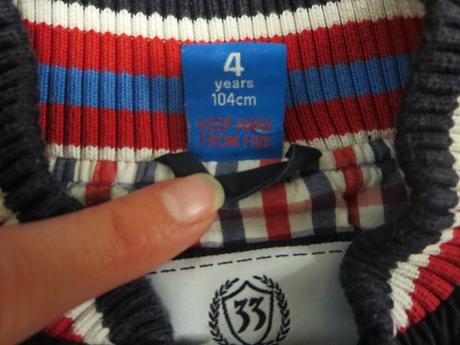 4
years
104cm
KEEP AWAY
FROM FIRE
33